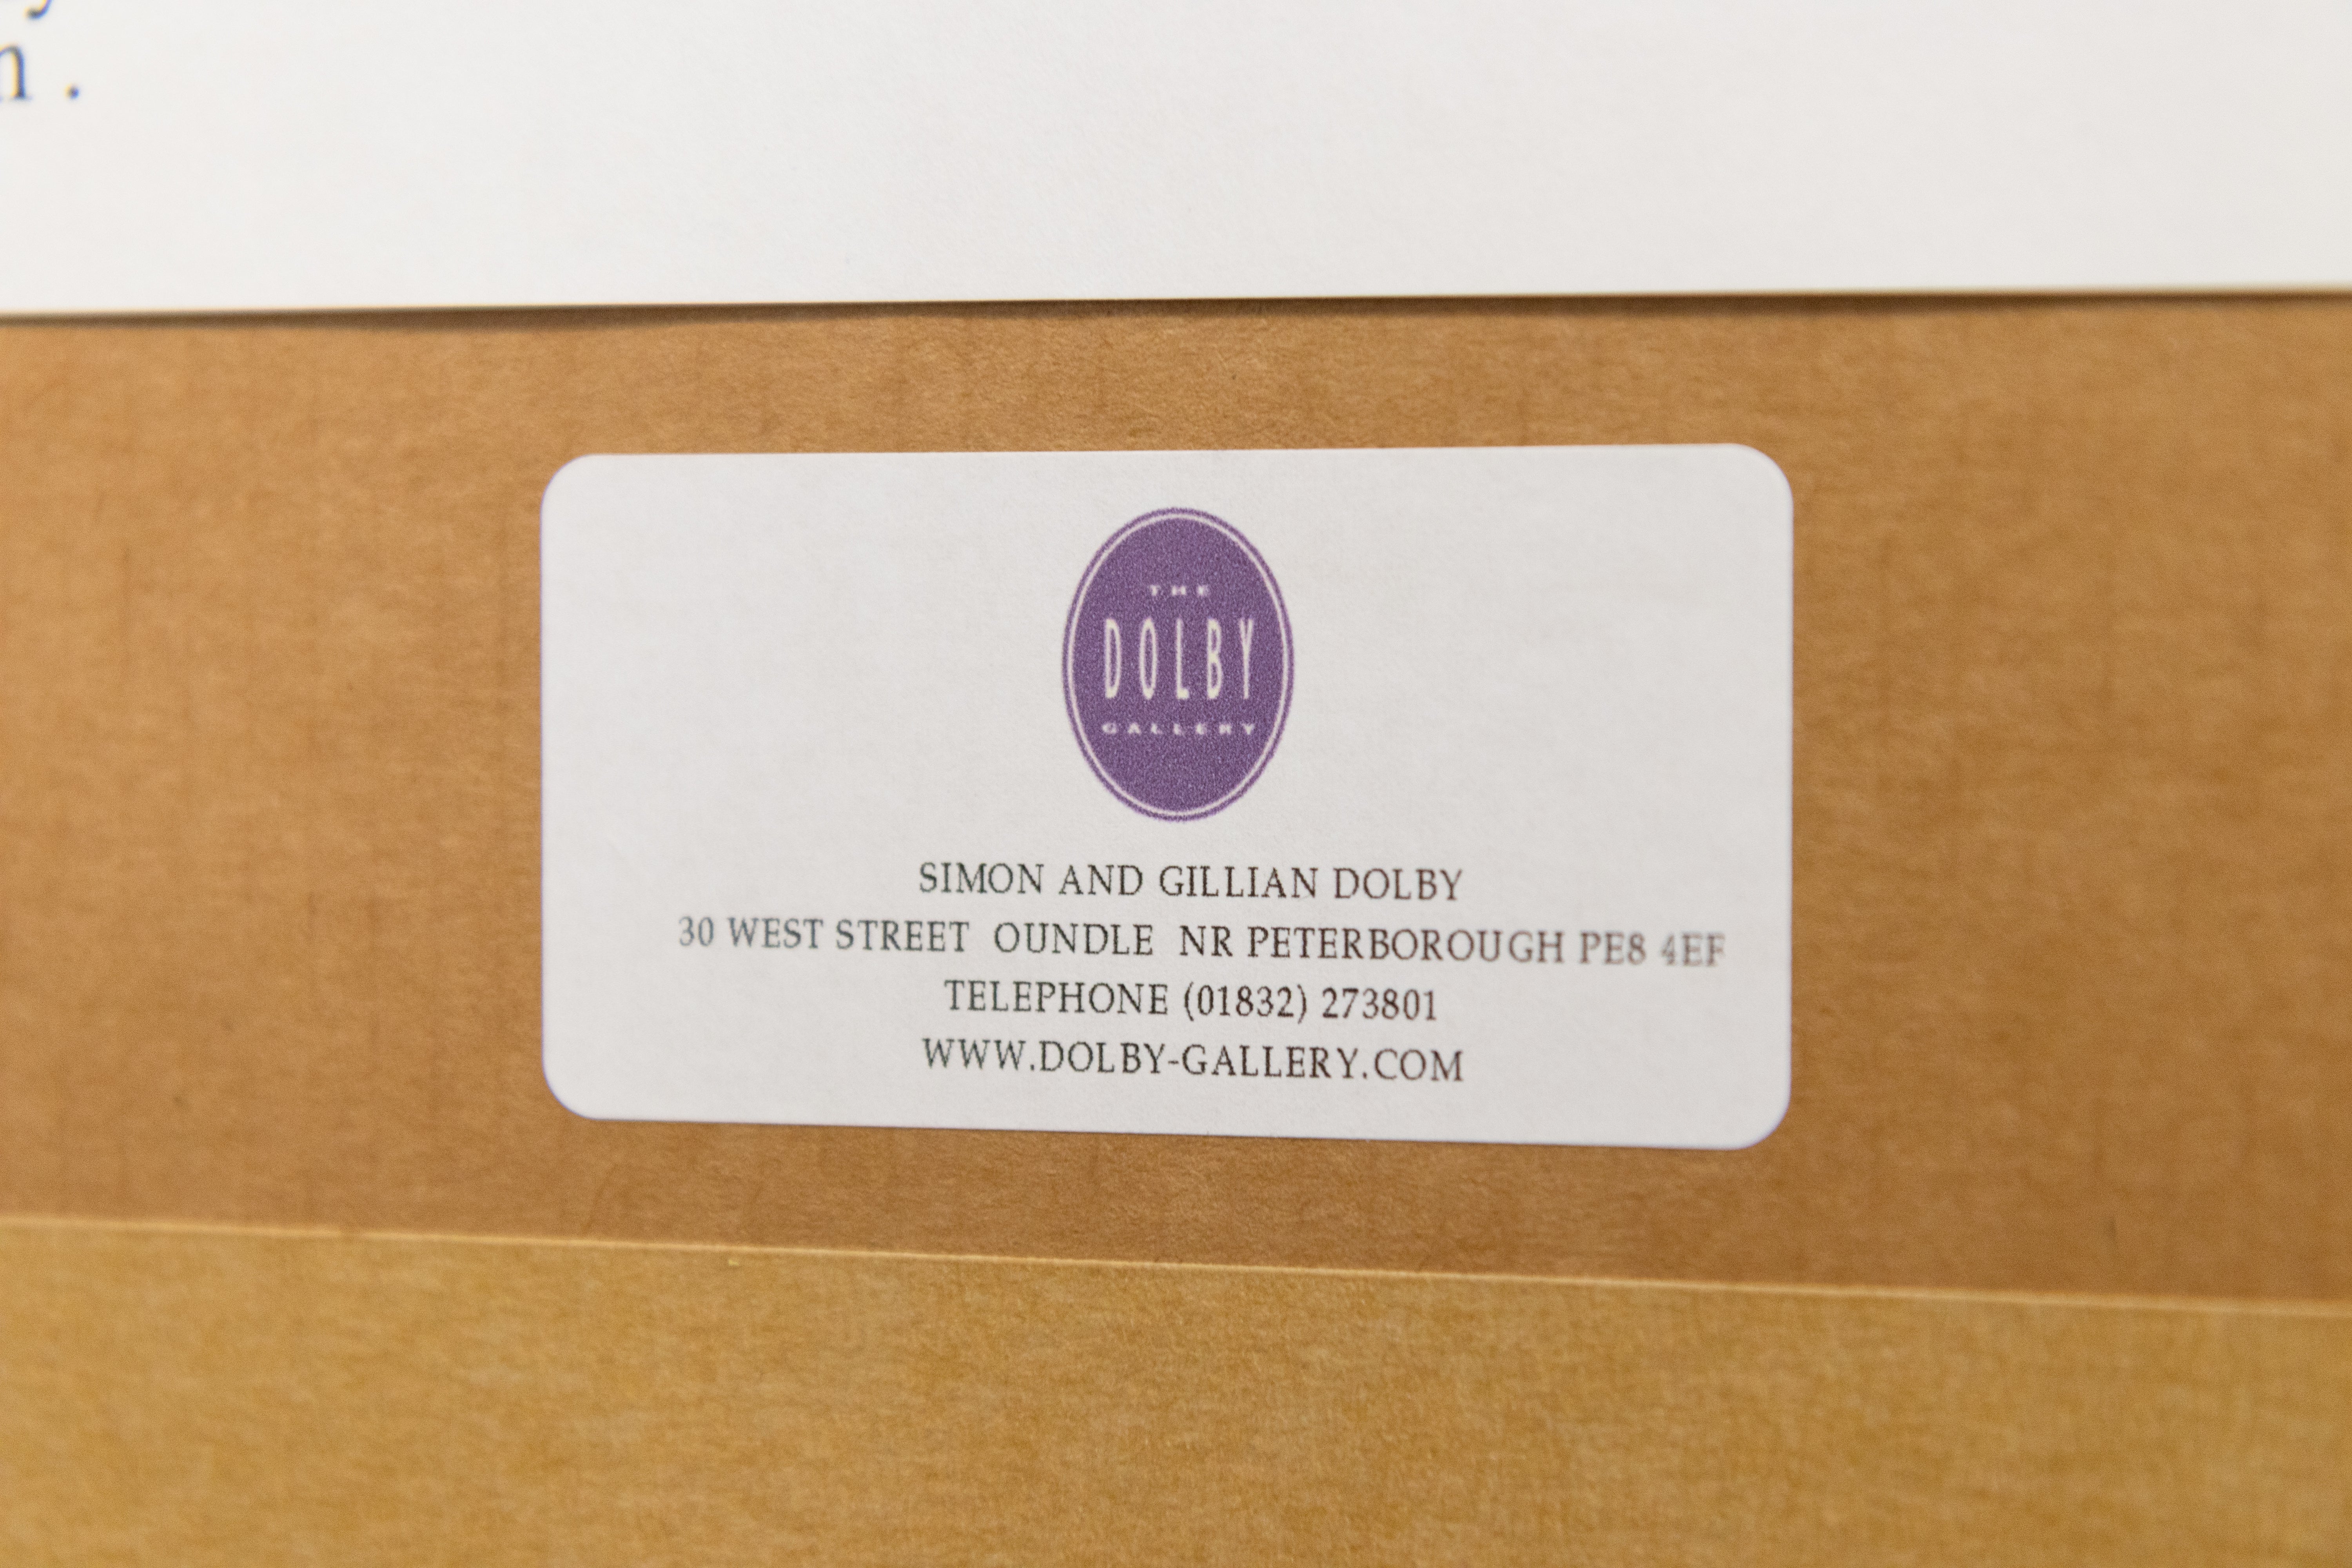 THE
DOLBY
GALLERY
SIMON AND GILLIAN DOLBY
30 WEST STREET OUNDLE NR PETERBOROUGH PE8 4EF
TELEPHONE (01832) 273801
WWW.DOLBY-GALLERY.COM